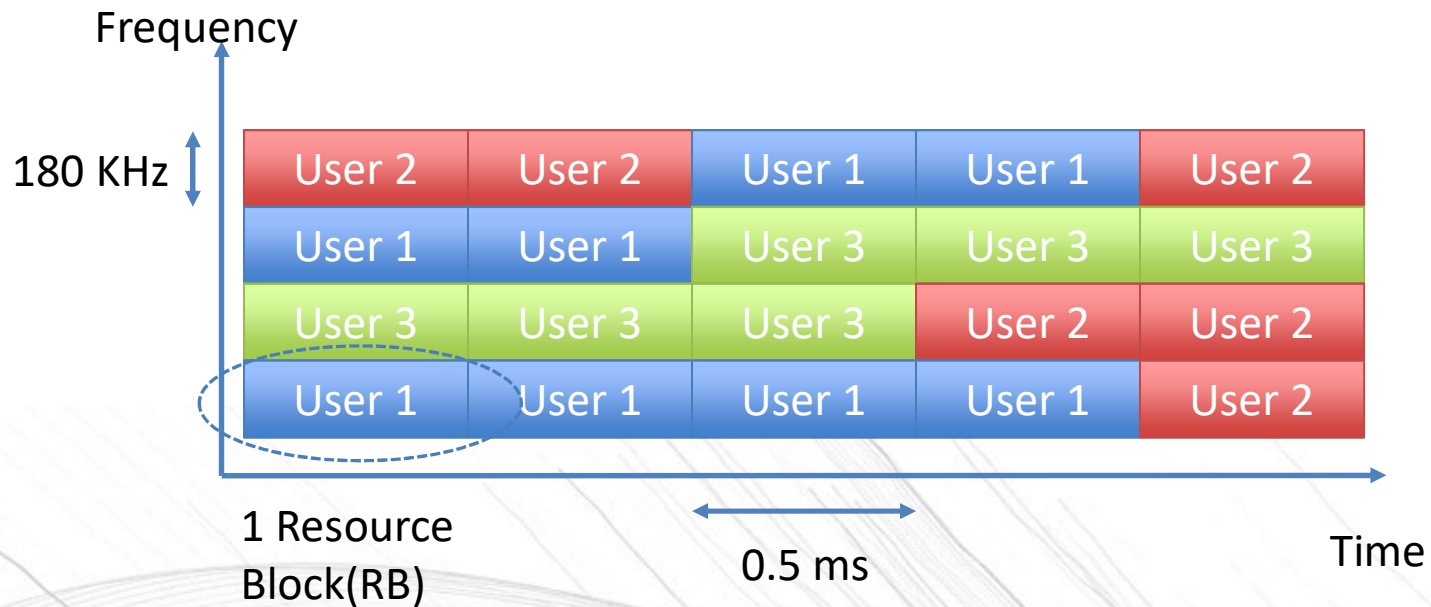 Frequency
180 KHz
User 2 User 2 User 1 User 1 User 2
User 1 User 1 User 3 User 3 User 3
User 3 User 3 User 3 User 2 User 2
User 1 User 1 User 1 User 1 User 2
1 Resource
Block(RB)
0.5 ms
Time